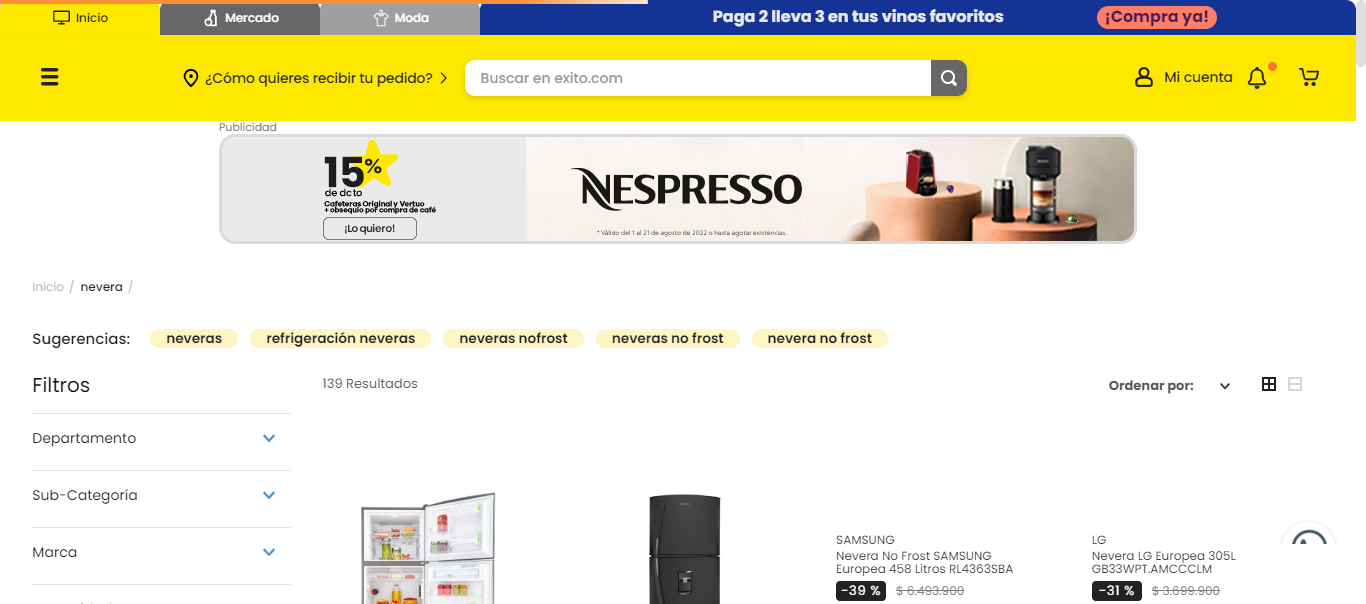 Inicio
Mercado
Moda
Paga 2 lleva 3 en tus vinos favoritos
¡Compra ya!
¿Cómo quieres recibir tu pedido?
Buscar en exito.com
Mi cuenta
Publicidad
15%
de dcto
Cafeteras Original y Vertuo
+ obsequio por compra de café
¡Lo quiero!
NESPRESSO
* Válido del 1 al 21 de agosto de 2022 o hasta agotar existencias.
Inicio / nevera /
Sugerencias:
neveras
refrigeración neveras
neveras nofrost
neveras no frost
nevera no frost
Filtros
139 Resultados
Ordenar por:
Departamento
Sub-Categoría
Marca
SAMSUNG
Nevera No Frost SAMSUNG
Europea 458 Litros RL4363SBA
-39 % $ 6.493.900
LG
Nevera LG Europea 305L
GB33WPT.AMCCCLM
-31 % $ 3.699.900